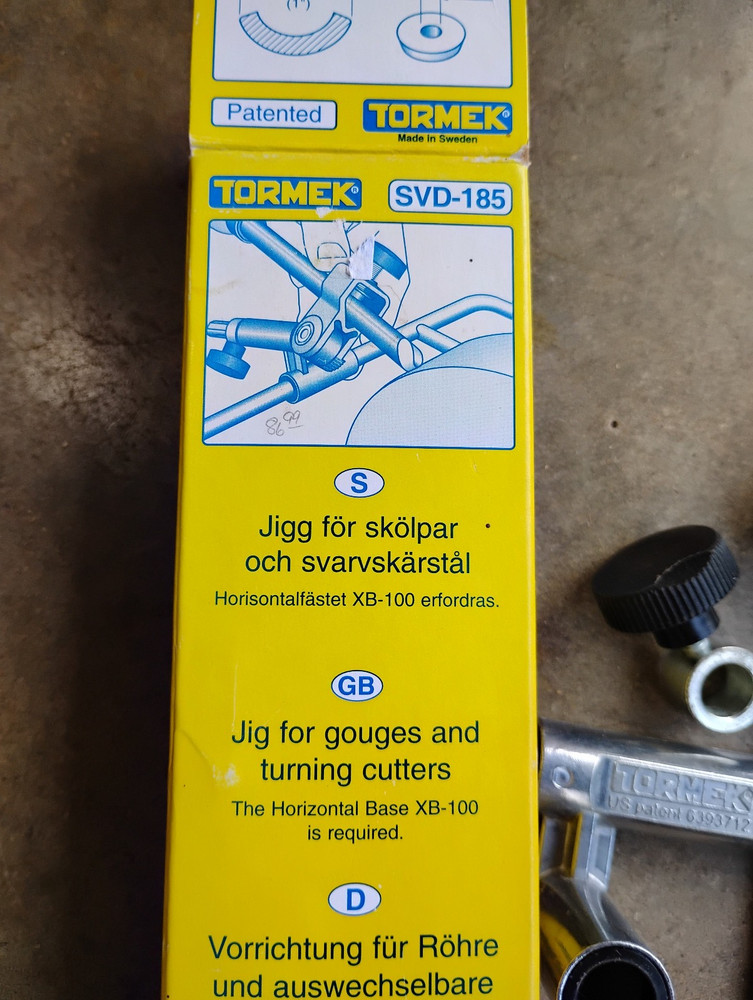 (1")
Patented
TORMEK®
Made in Sweden
TORMEK®
SVD-185
86 99
S
Jigg för skölpar
och svarvskärstål
Horisontalfästet XB-100 erfordras.
GB
Jig for gouges and
turning cutters
The Horizontal Base XB-100
is required.
D
Vorrichtung für Röhre
und auswechselbare
TORMEK
US patent 6393712